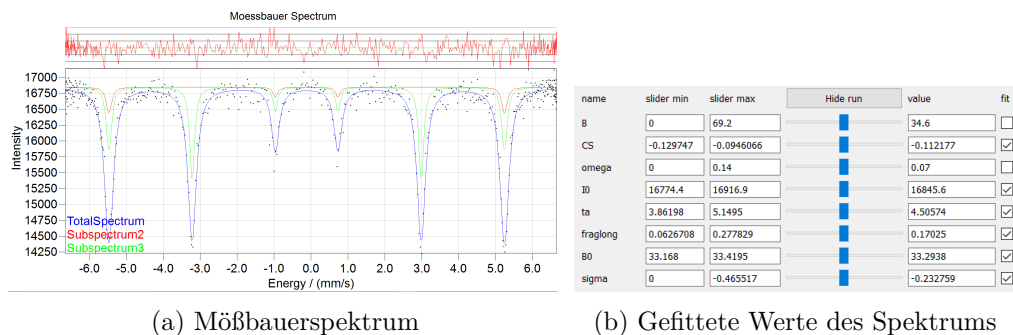 Moessbauer Spectrum
17000
16750
16500
16250
16000
15750
15500
15250
15000
14750
14500
14250
Intensity
TotalSpectrum
Subspectrum2
Subspectrum3
-6.0 -5.0 -4.0 -3.0 -2.0 -1.0 0.0 1.0 2.0 3.0 4.0 5.0 6.0
Energy / (mm/s)
(a) Mößbauerspektrum
name slider min slider max Hide run value fit
B 0 69.2 34.6
CS -0.129747 -0.0946066 -0.112177
omega 0 0.14 0.07
I0 16774.4 16916.9 16845.6
ta 3.86198 5.1495 4.50574
fraglong 0.0626708 0.277829 0.17025
B0 33.168 33.4195 33.2938
sigma 0 -0.465517 -0.232759
(b) Gefittete Werte des Spektrums